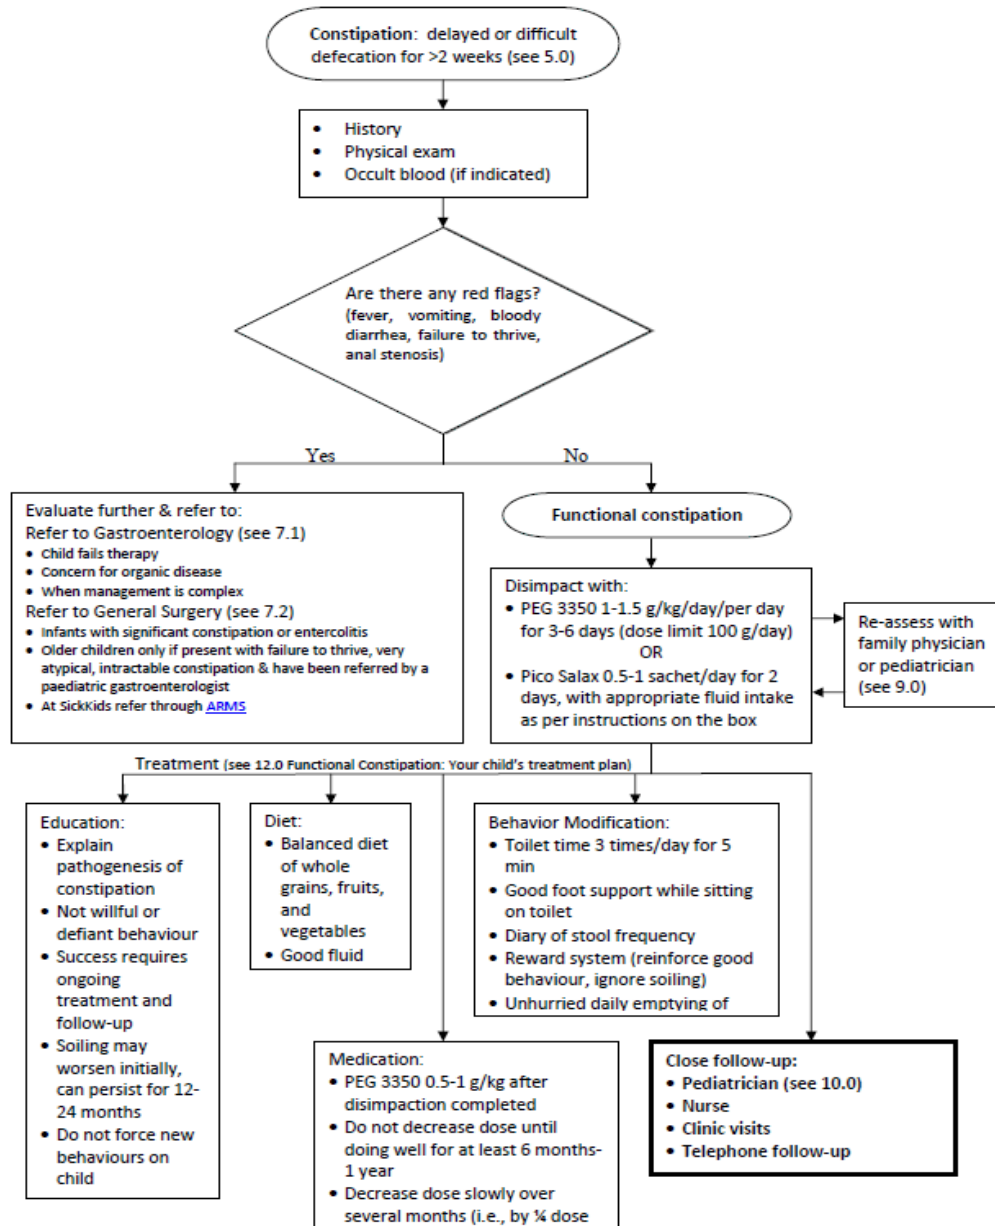 Constipation: delayed or difficult
defecation for >2 weeks (see 5.0)
• History
• Physical exam
• Occult blood (if indicated)
Are there any red flags?
(fever, vomiting, bloody
diarrhea, failure to thrive,
anal stenosis)
Yes
No
Evaluate further & refer to:
Refer to Gastroenterology (see 7.1)
• Child fails therapy
• Concern for organic disease
• When management is complex
Refer to General Surgery (see 7.2)
• Infants with significant constipation or entercolitis
• Older children only if present with failure to thrive, very
atypical, intractable constipation & have been referred by a
paediatric gastroenterologist
• At SickKids refer through ARMS
Functional constipation
Disimpact with:
• PEG 3350 1-1.5 g/kg/day/per day
for 3-6 days (dose limit 100 g/day)
OR
• Pico Salax 0.5-1 sachet/day for 2
days, with appropriate fluid intake
as per instructions on the box
Re-assess with
family physician
or pediatrician
(see 9.0)
Treatment (see 12.0 Functional Constipation: Your child's treatment plan)
Education:
• Explain
pathogenesis of
constipation
• Not willful or
defiant behaviour
• Success requires
ongoing
treatment and
follow-up
• Soiling may
worsen initially,
can persist for 12-
24 months
• Do not force new
behaviours on
child
Diet:
• Balanced diet
of whole
grains, fruits,
and
vegetables
• Good fluid
Behavior Modification:
• Toilet time 3 times/day for 5
min
• Good foot support while sitting
on toilet
• Diary of stool frequency
• Reward system (reinforce good
behaviour, ignore soiling)
• Unhurried daily emptying of
Medication:
• PEG 3350 0.5-1 g/kg after
disimpaction completed
• Do not decrease dose until
doing well for at least 6 months-
1 year
• Decrease dose slowly over
several months (i.e., by ¼ dose
Close follow-up:
• Pediatrician (see 10.0)
• Nurse
• Clinic visits
• Telephone follow-up